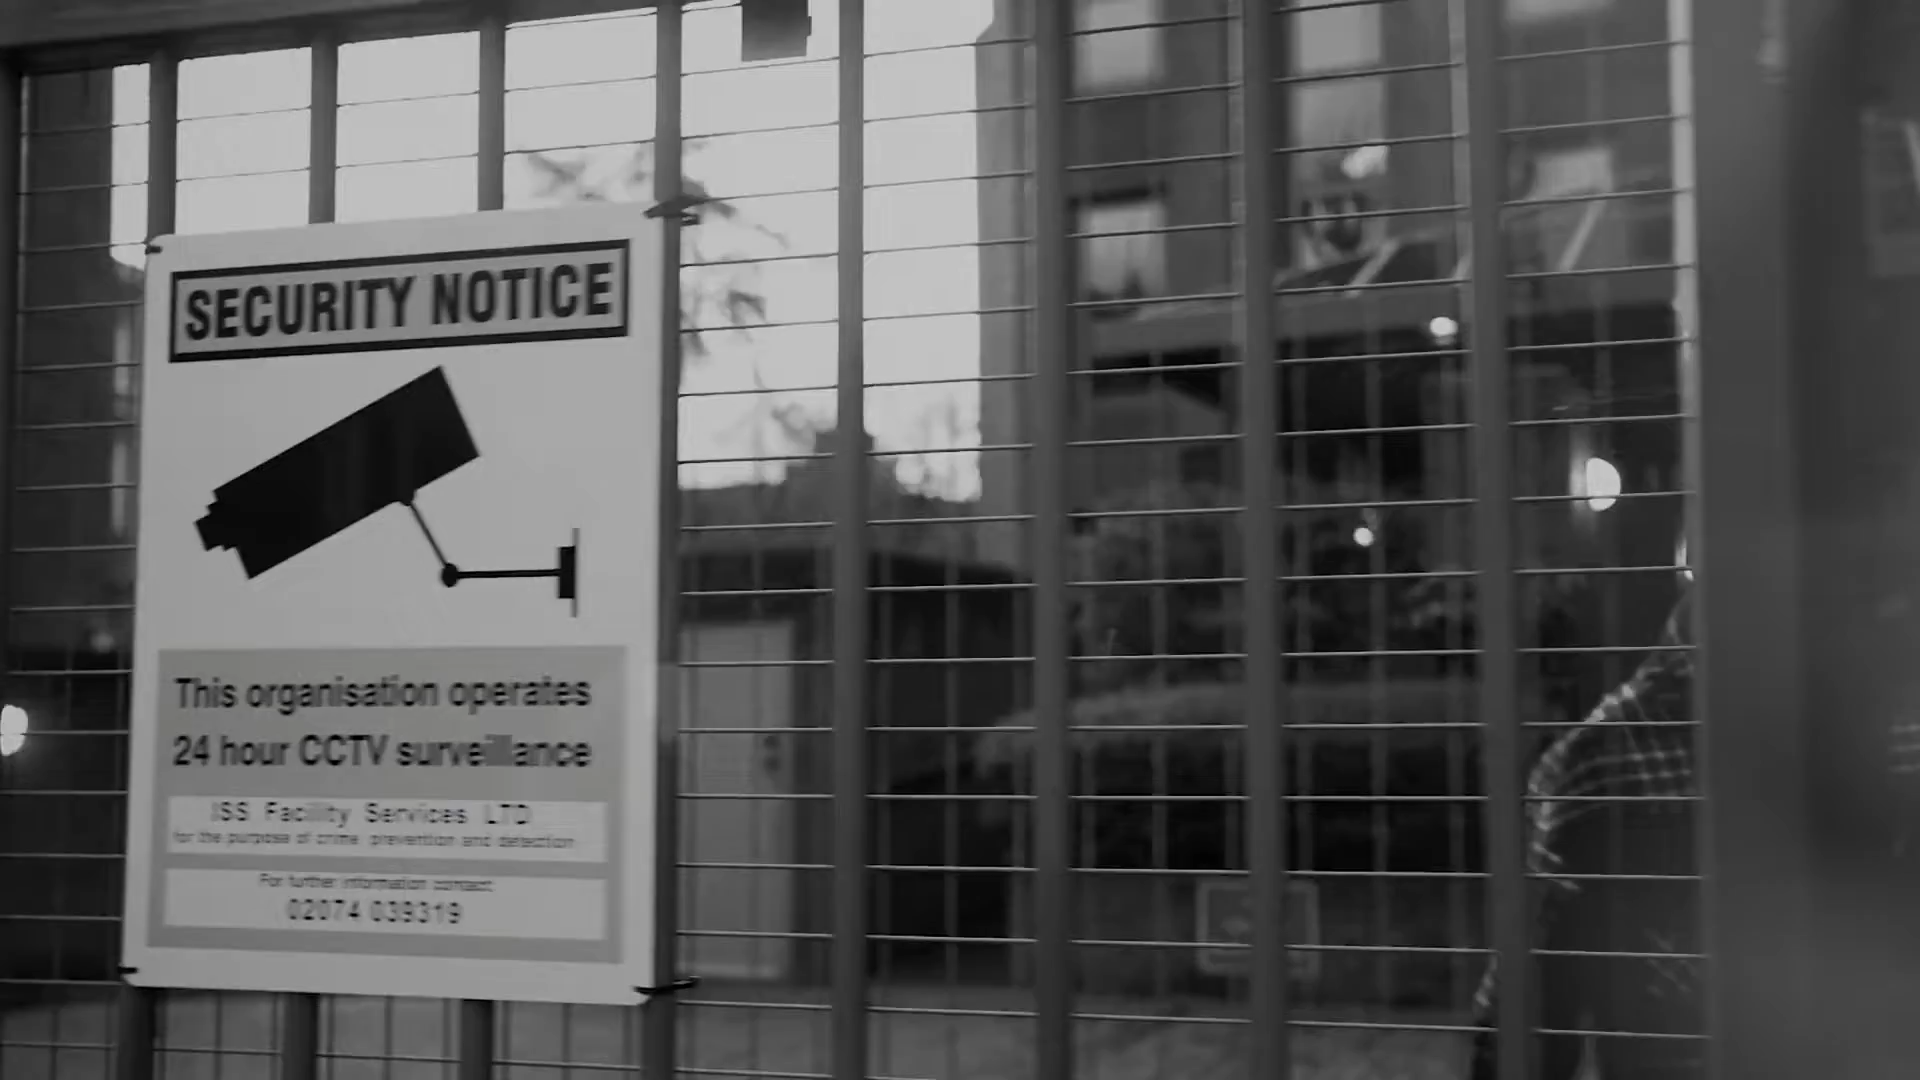 SECURITY NOTICE
This organisation operates
24 hour CCTV surveillance
ISS Facility Services LTD
for the purpose of crime prevention and detection
For further information contact:
02074 039319